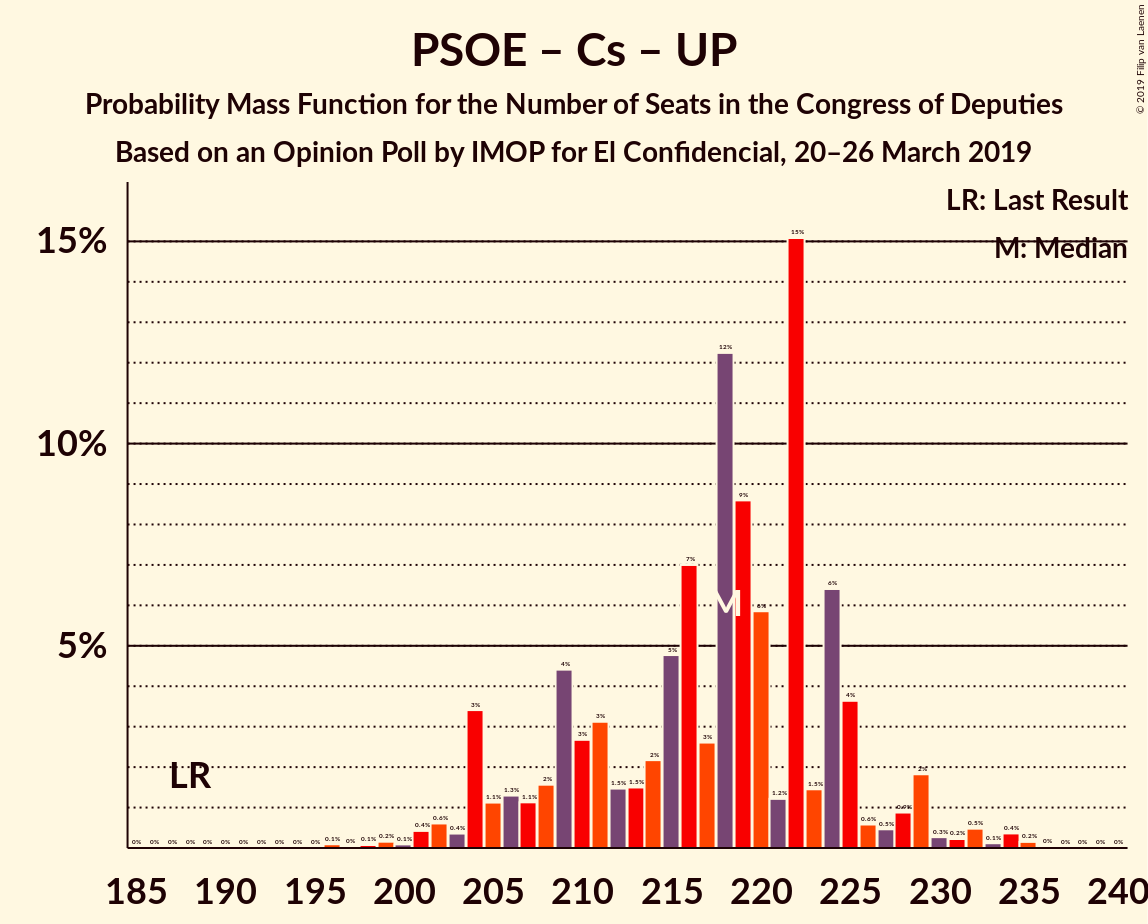 PSOE – Cs – UP
Probability Mass Function for the Number of Seats in the Congress of Deputies
Based on an Opinion Poll by IMOP for El Confidencial, 20–26 March 2019
© 2019 Filip van Laenen
LR: Last Result
M: Median
15%
10%
5%
0% 0% 0% 0% 0% 0% 0% 0% 0% 0% 0% 0.1% 0% 0.1% 0.2% 0.1% 0.4% 0.6% 0.4% 3% 1.1% 1.3% 1.1% 2% 4% 3% 3% 1.5% 1.5% 2% 5% 7% 3% 12% 9% 6% 1.2% 15% 1.5% 6% 4% 0.6% 0.5% 0.9% 2% 0.3% 0.2% 0.5% 0.1% 0.4% 0.2% 0% 0% 0% 0% 0%
LR
M
185 190 195 200 205 210 215 220 225 230 235 240